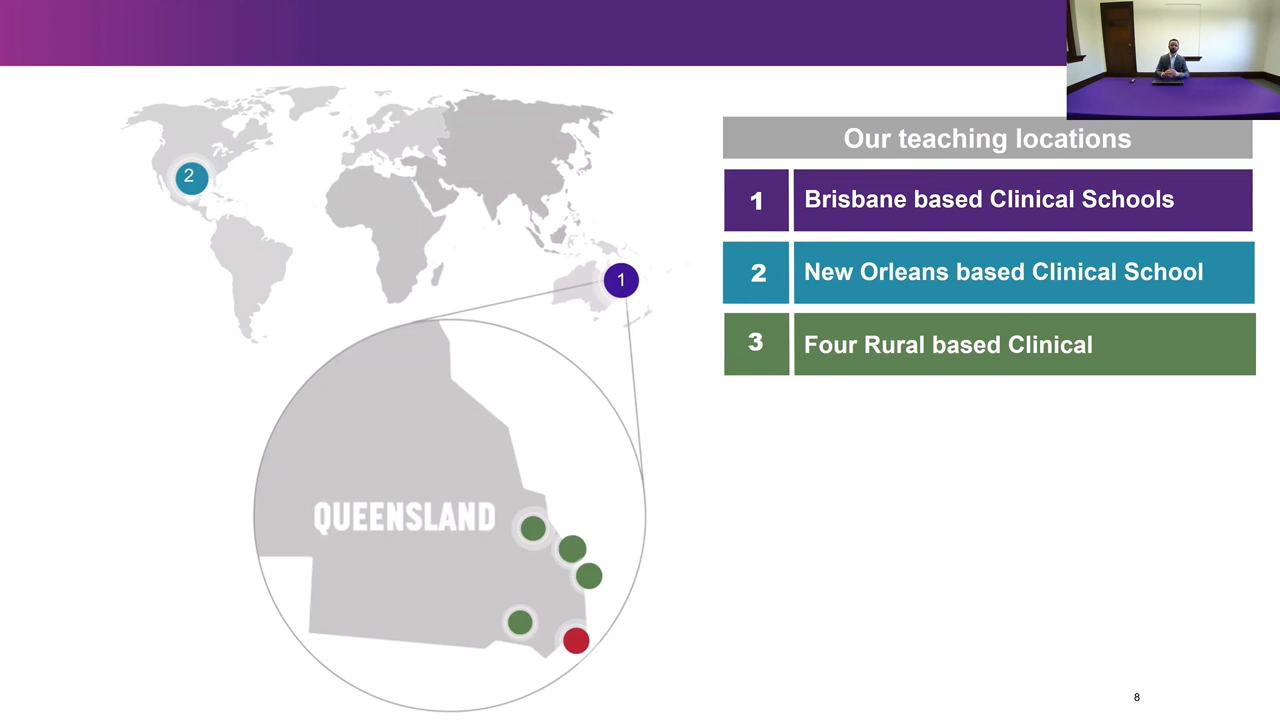 Our teaching locations
1 Brisbane based Clinical Schools
2 New Orleans based Clinical School
3 Four Rural based Clinical
2
1
QUEENSLAND
8